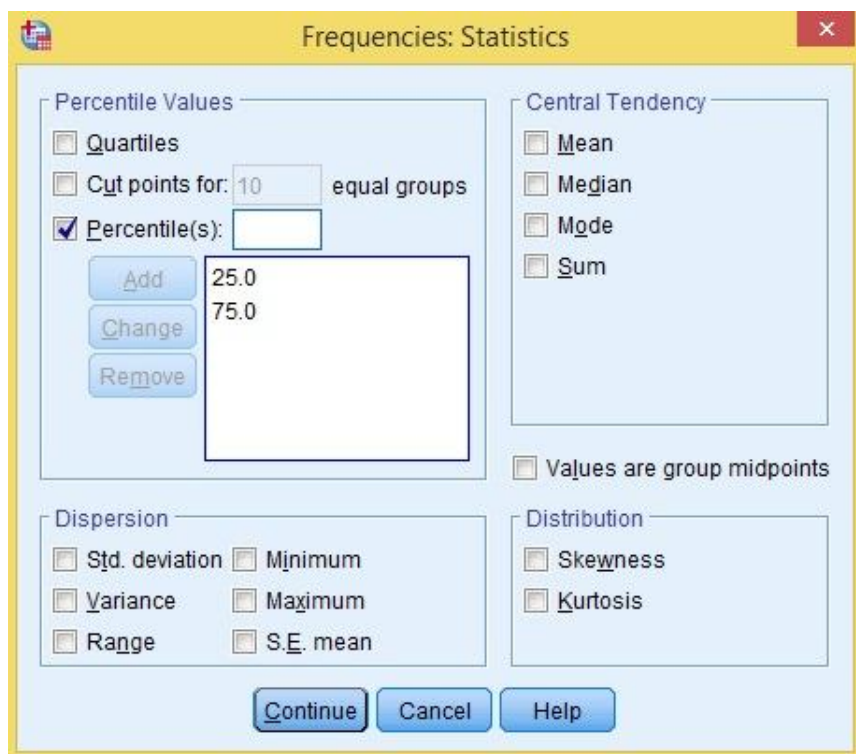 Frequencies: Statistics
Percentile Values
Quartiles
Cut points for: 10 equal groups
Percentile(s):
Add
Change
Remove
25.0
75.0
Central Tendency
Mean
Median
Mode
Sum
Values are group midpoints
Dispersion
Std. deviation Minimum
Variance Maximum
Range S.E. mean
Distribution
Skewness
Kurtosis
Continue Cancel Help